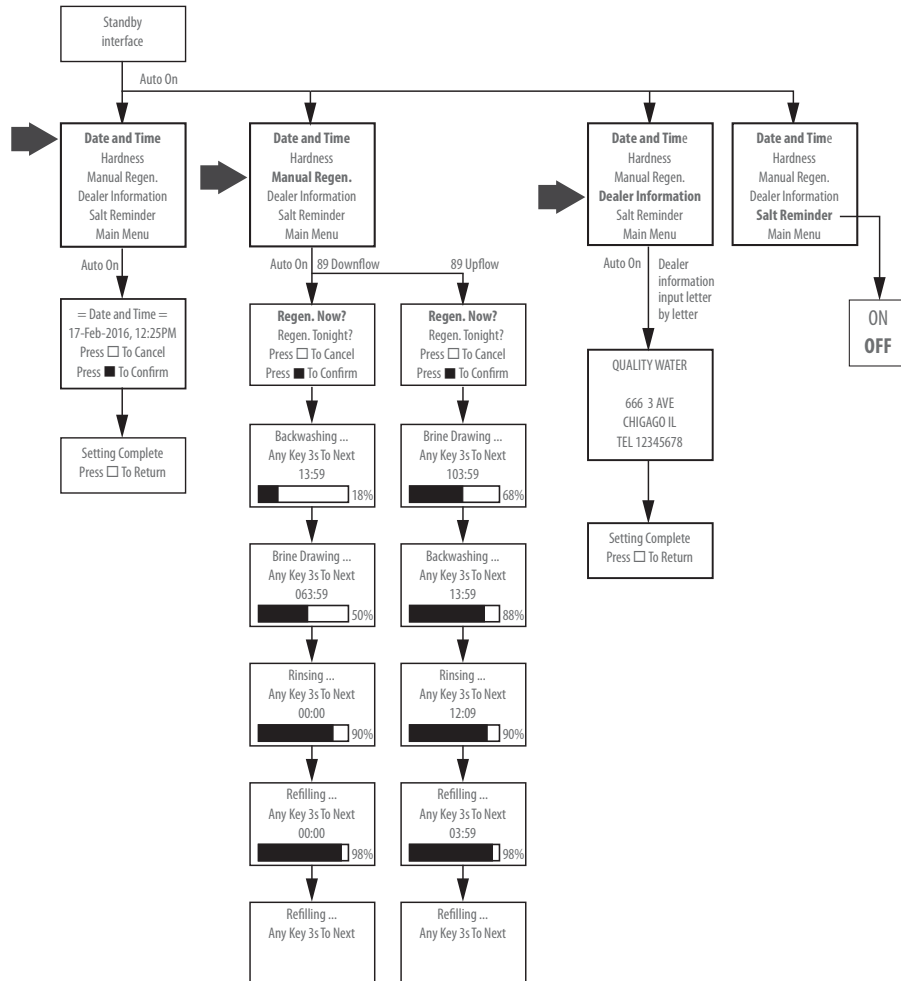 Standby
interface
Auto On
Date and Time
Hardness
Manual Regen.
Dealer Information
Salt Reminder
Main Menu
Auto On
= Date and Time =
17-Feb-2016, 12:25PM
Press □ To Cancel
Press ■ To Confirm
Setting Complete
Press □ To Return
Date and Time
Hardness
Manual Regen.
Dealer Information
Salt Reminder
Main Menu
Auto On
89 Downflow
89 Upflow
Regen. Now?
Regen. Tonight?
Press □ To Cancel
Press ■ To Confirm
Backwashing ...
Any Key 3s To Next
13:59
18%
Brine Drawing ...
Any Key 3s To Next
063:59
50%
Rinsing ...
Any Key 3s To Next
00:00
90%
Refilling ...
Any Key 3s To Next
00:00
98%
Refilling ...
Any Key 3s To Next
Regen. Now?
Regen. Tonight?
Press □ To Cancel
Press ■ To Confirm
Brine Drawing ...
Any Key 3s To Next
103:59
68%
Backwashing ...
Any Key 3s To Next
13:59
88%
Rinsing ...
Any Key 3s To Next
12:09
90%
Refilling ...
Any Key 3s To Next
03:59
98%
Refilling ...
Any Key 3s To Next
Date and Time
Hardness
Manual Regen.
Dealer Information
Salt Reminder
Main Menu
Auto On
Dealer
information
input letter
by letter
QUALITY WATER
666 3 AVE
CHIGAGO IL
TEL 12345678
Setting Complete
Press □ To Return
Date and Time
Hardness
Manual Regen.
Dealer Information
Salt Reminder
Main Menu
ON
OFF